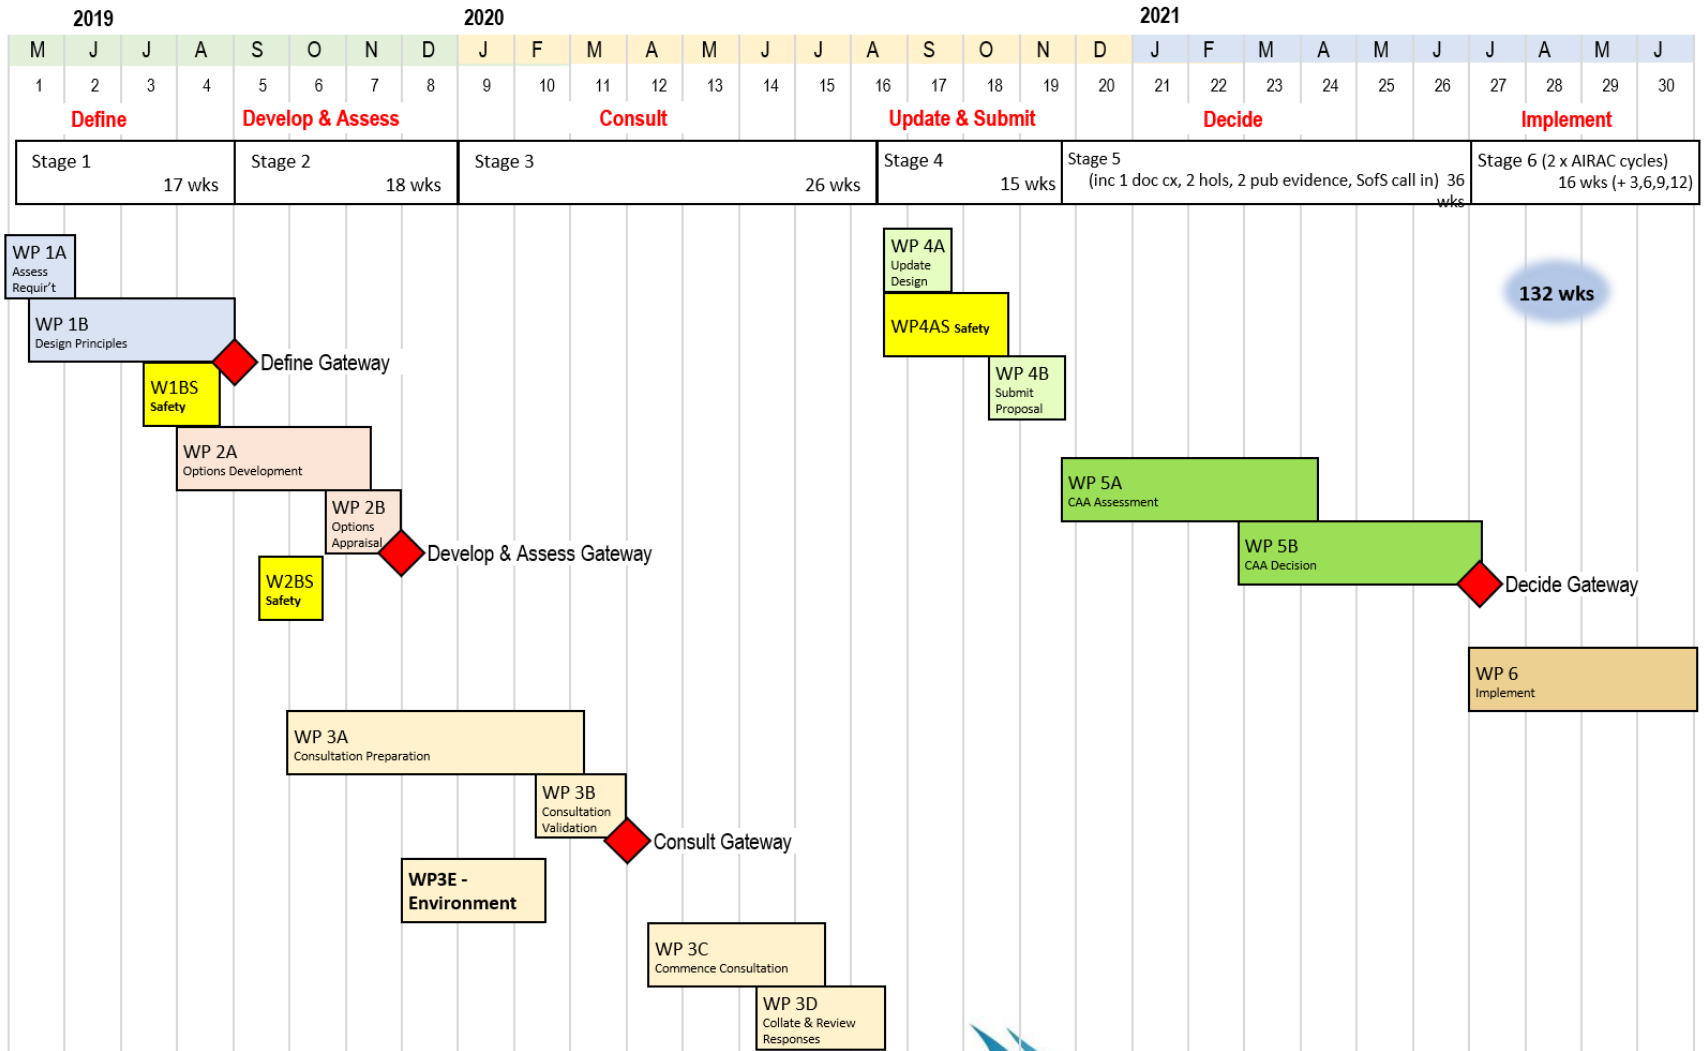 2019 2020 2021
M J J A S O N D J F M A M J J A S O N D J F M A M J J A M J
1 2 3 4 5 6 7 8 9 10 11 12 13 14 15 16 17 18 19 20 21 22 23 24 25 26 27 28 29 30
Define Develop & Assess Consult Update & Submit Decide Implement
Stage 1
17 wks
Stage 2
18 wks
Stage 3
26 wks
Stage 4
15 wks
Stage 5
(inc 1 doc cx, 2 hols, 2 pub evidence, SofS call in) 36
wks
Stage 6 (2 x AIRAC cycles)
16 wks (+ 3,6,9,12)
WP 1A
Assess
Requir't
WP 1B
Design Principles
Define Gateway
W1BS
Safety
WP 2A
Options Development
WP 2B
Options
Appraisal
Develop & Assess Gateway
W2BS
Safety
WP 3A
Consultation Preparation
WP 3B
Consultation
Validation
Consult Gateway
WP3E -
Environment
WP 3C
Commence Consultation
WP 3D
Collate & Review
Responses
WP 4A
Update
Design
WP4AS Safety
WP 4B
Submit
Proposal
WP 5A
CAA Assessment
WP 5B
CAA Decision
Decide Gateway
WP 6
Implement
132 wks